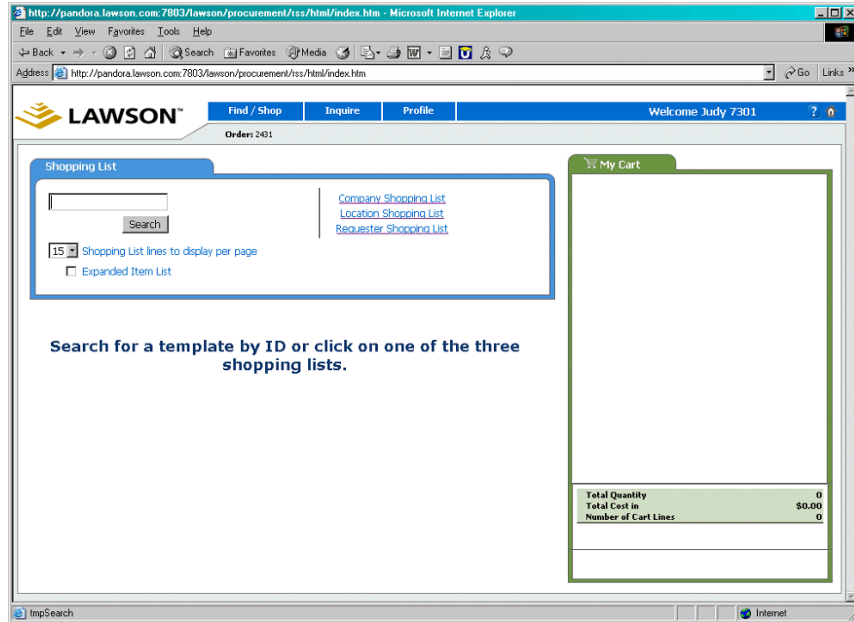 http://pandora.lawson.com:7803/lawson/procurement/rss/html/index.htm - Microsoft Internet Explorer
File Edit View Favorites Tools Help
Back Search Favorites Media
Address http://pandora.lawson.com:7803/lawson/procurement/rss/html/index.htm Go Links »
LAWSON™ Find / Shop Inquire Profile Welcome Judy 7301 ?
Order: 2431
Shopping List
My Cart
Company Shopping List
Location Shopping List
Search
Requester Shopping List
15 Shopping List lines to display per page
Expanded Item List
Search for a template by ID or click on one of the three
shopping lists.
Total Quantity 0
Total Cost in $0.00
Number of Cart Lines 0
tmpSearch Internet